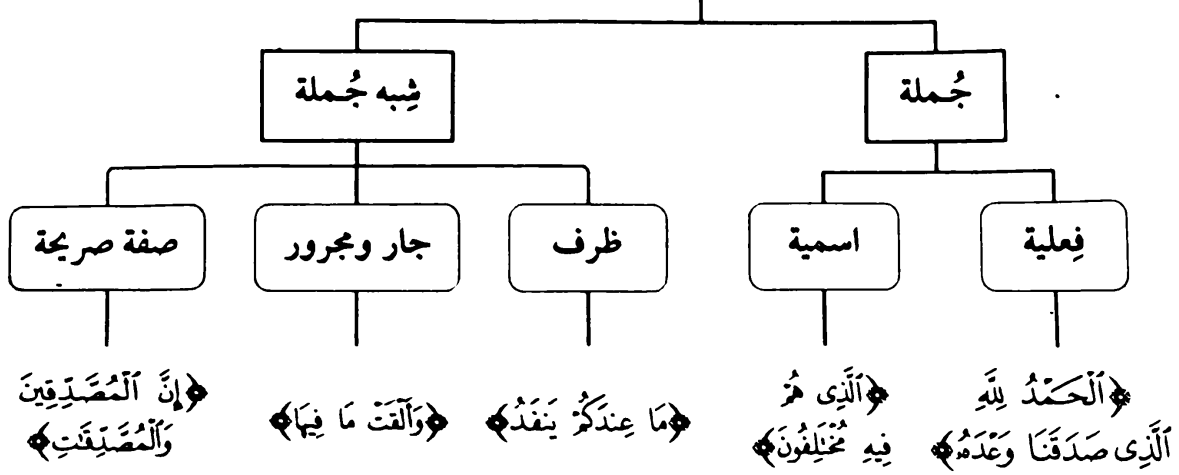 جُملة
شِبه جُملة
فِعلية
اسمية
ظرف
جار ومجرور
صفة صريحة
﴿ٱلْحَمْدُ لِلَّهِ
ٱلَّذِى صَدَقَنَا وَعْدَهُۥ﴾
﴿ٱلَّذِى هُمْ
فِيهِ مُخْتَلِفُونَ﴾
﴿مَا عِندَكُمْ يَنفَدُ﴾
﴿وَأَلْقَتْ مَا فِيهَا﴾
﴿إِنَّ ٱلْمُصَّدِّقِينَ
وَٱلْمُصَّدِّقَٰتِ﴾